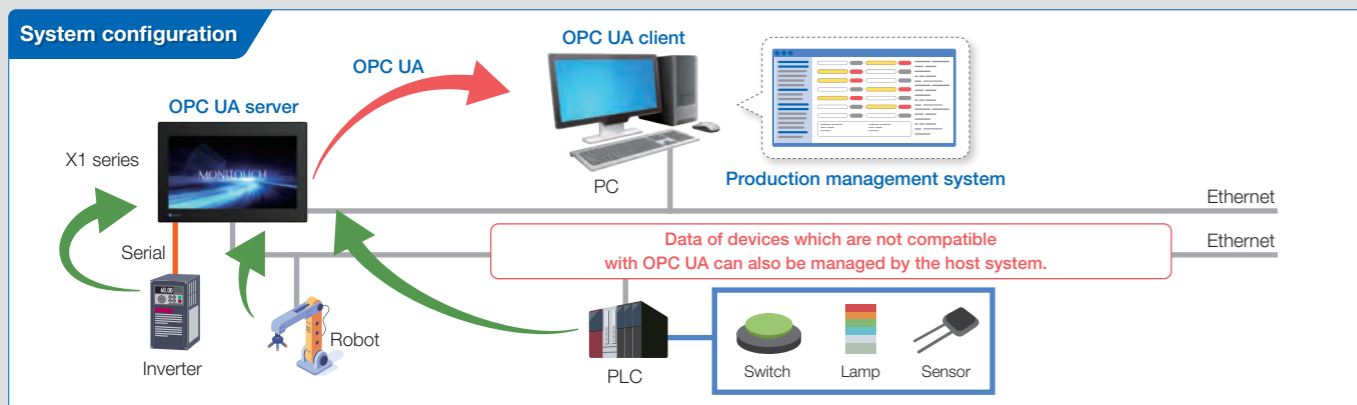 System configuration
OPC UA client
OPC UA
OPC UA server
X1 series
MONITOUCH
PC
Production management system
Ethernet
Ethernet
Serial
Data of devices which are not compatible
with OPC UA can also be managed by the host system.
60.00
Inverter
Robot
PLC
Switch
Lamp
Sensor